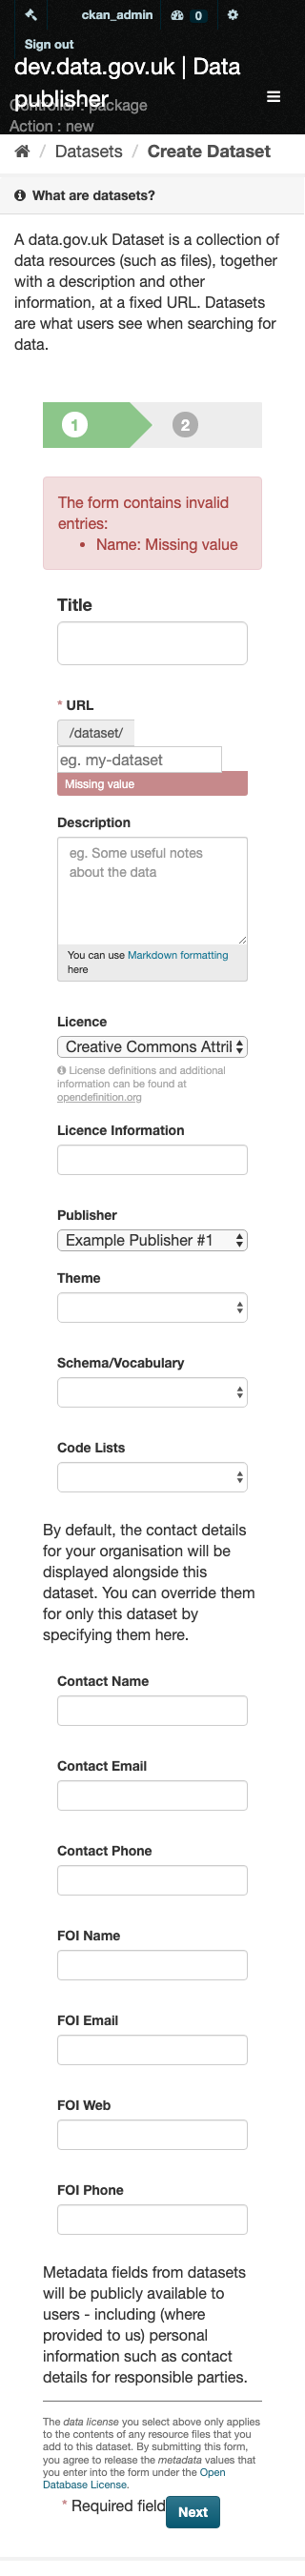 ckan_admin 0
Sign out
dev.data.gov.uk | Data
publisher
Controller : package
Action : new
/ Datasets / Create Dataset
What are datasets?
A data.gov.uk Dataset is a collection of
data resources (such as files), together
with a description and other
information, at a fixed URL. Datasets
are what users see when searching for
data.
1 2
The form contains invalid
entries:
• Name: Missing value
Title
* URL
/dataset/
eg. my-dataset
Missing value
Description
eg. Some useful notes
about the data
You can use Markdown formatting
here
Licence
Creative Commons Attril
License definitions and additional
information can be found at
opendefinition.org
Licence Information
Publisher
Example Publisher #1
Theme
Schema/Vocabulary
Code Lists
By default, the contact details
for your organisation will be
displayed alongside this
dataset. You can override them
for only this dataset by
specifying them here.
Contact Name
Contact Email
Contact Phone
FOI Name
FOI Email
FOI Web
FOI Phone
Metadata fields from datasets
will be publicly available to
users - including (where
provided to us) personal
information such as contact
details for responsible parties.
The data license you select above only applies
to the contents of any resource files that you
add to this dataset. By submitting this form,
you agree to release the metadata values that
you enter into the form under the Open
Database License.
* Required field Next